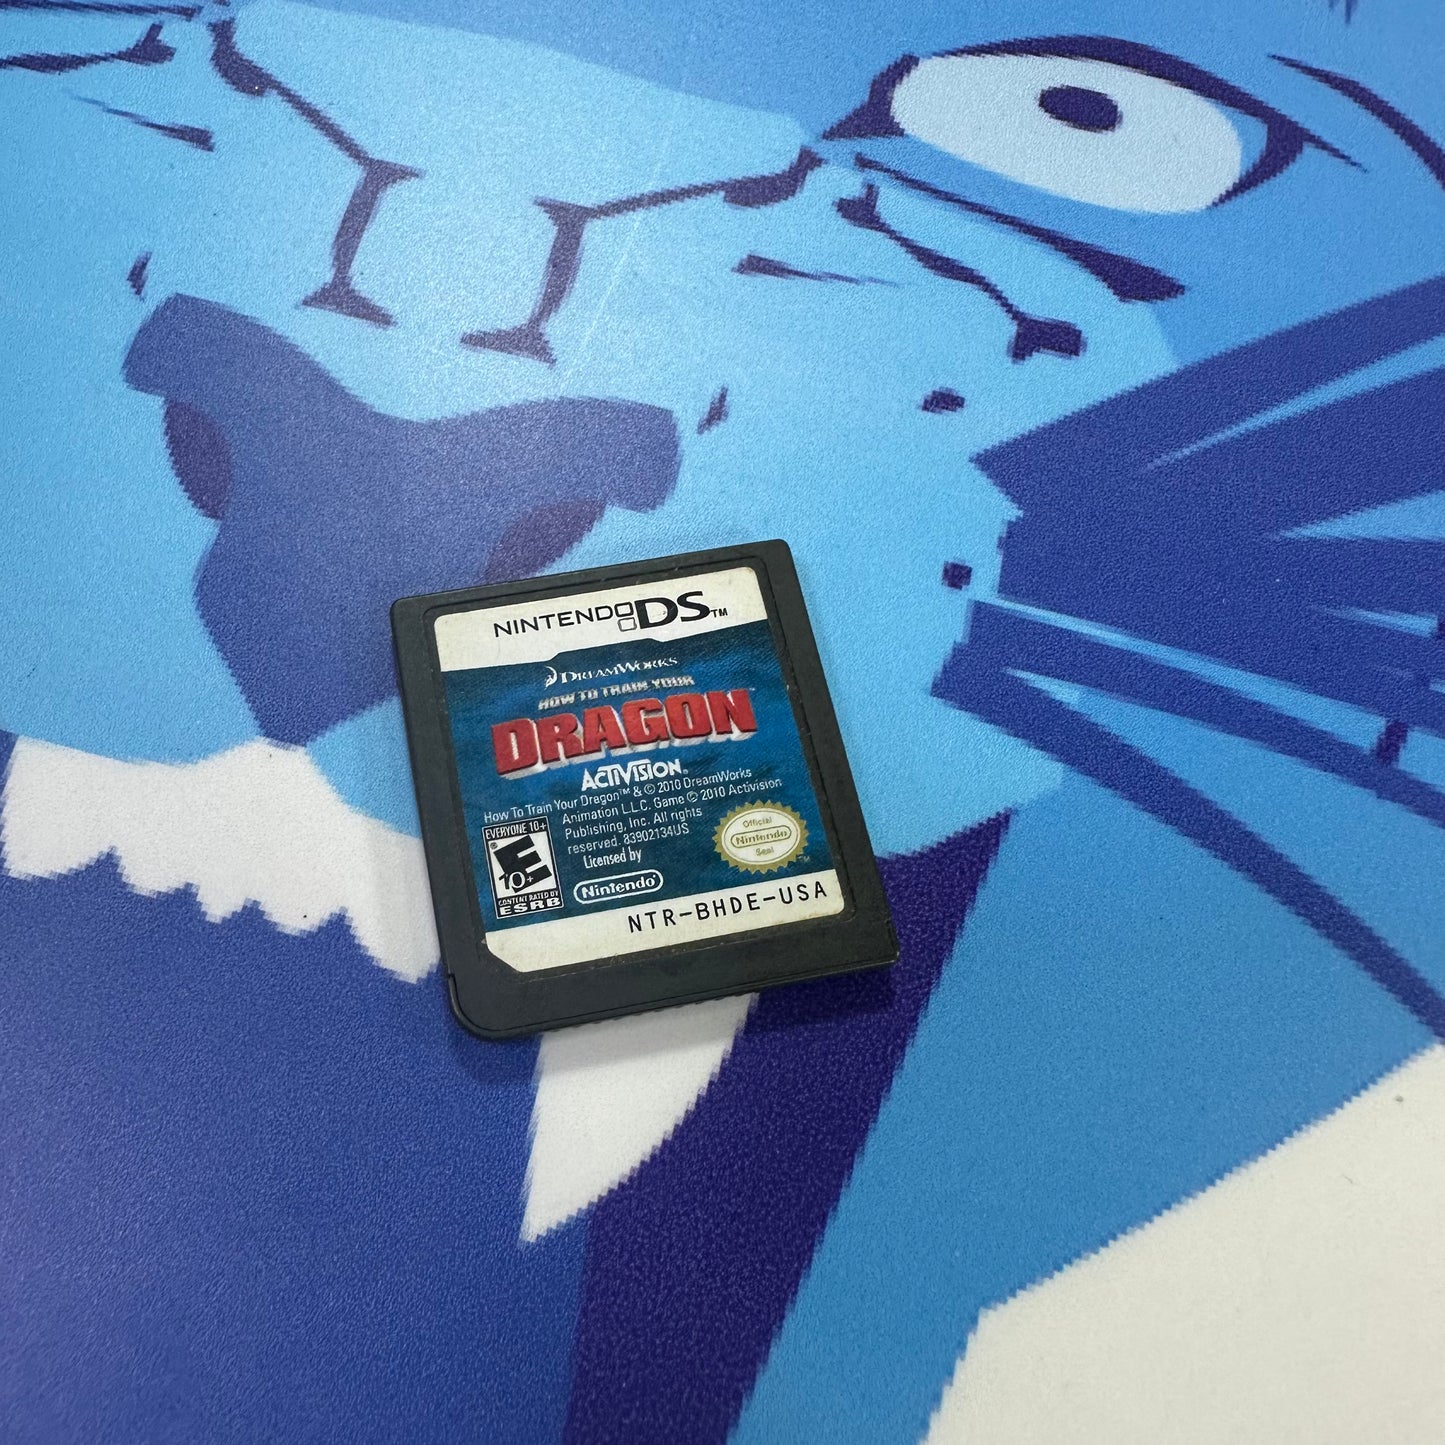 NINTENDO DS™
DREAMWORKS
HOW TO TRAIN YOUR
DRAGON™
ACTIVISION®
How To Train Your Dragon™ & © 2010 DreamWorks
Animation L.L.C. Game © 2010 Activision
Publishing, Inc. All rights
reserved. 83902134US
Licensed by
Nintendo®
EVERYONE 10+
E
10+
®
CONTENT RATED BY
ESRB
Official
Nintendo
Seal
™
NTR-BHDE-USA